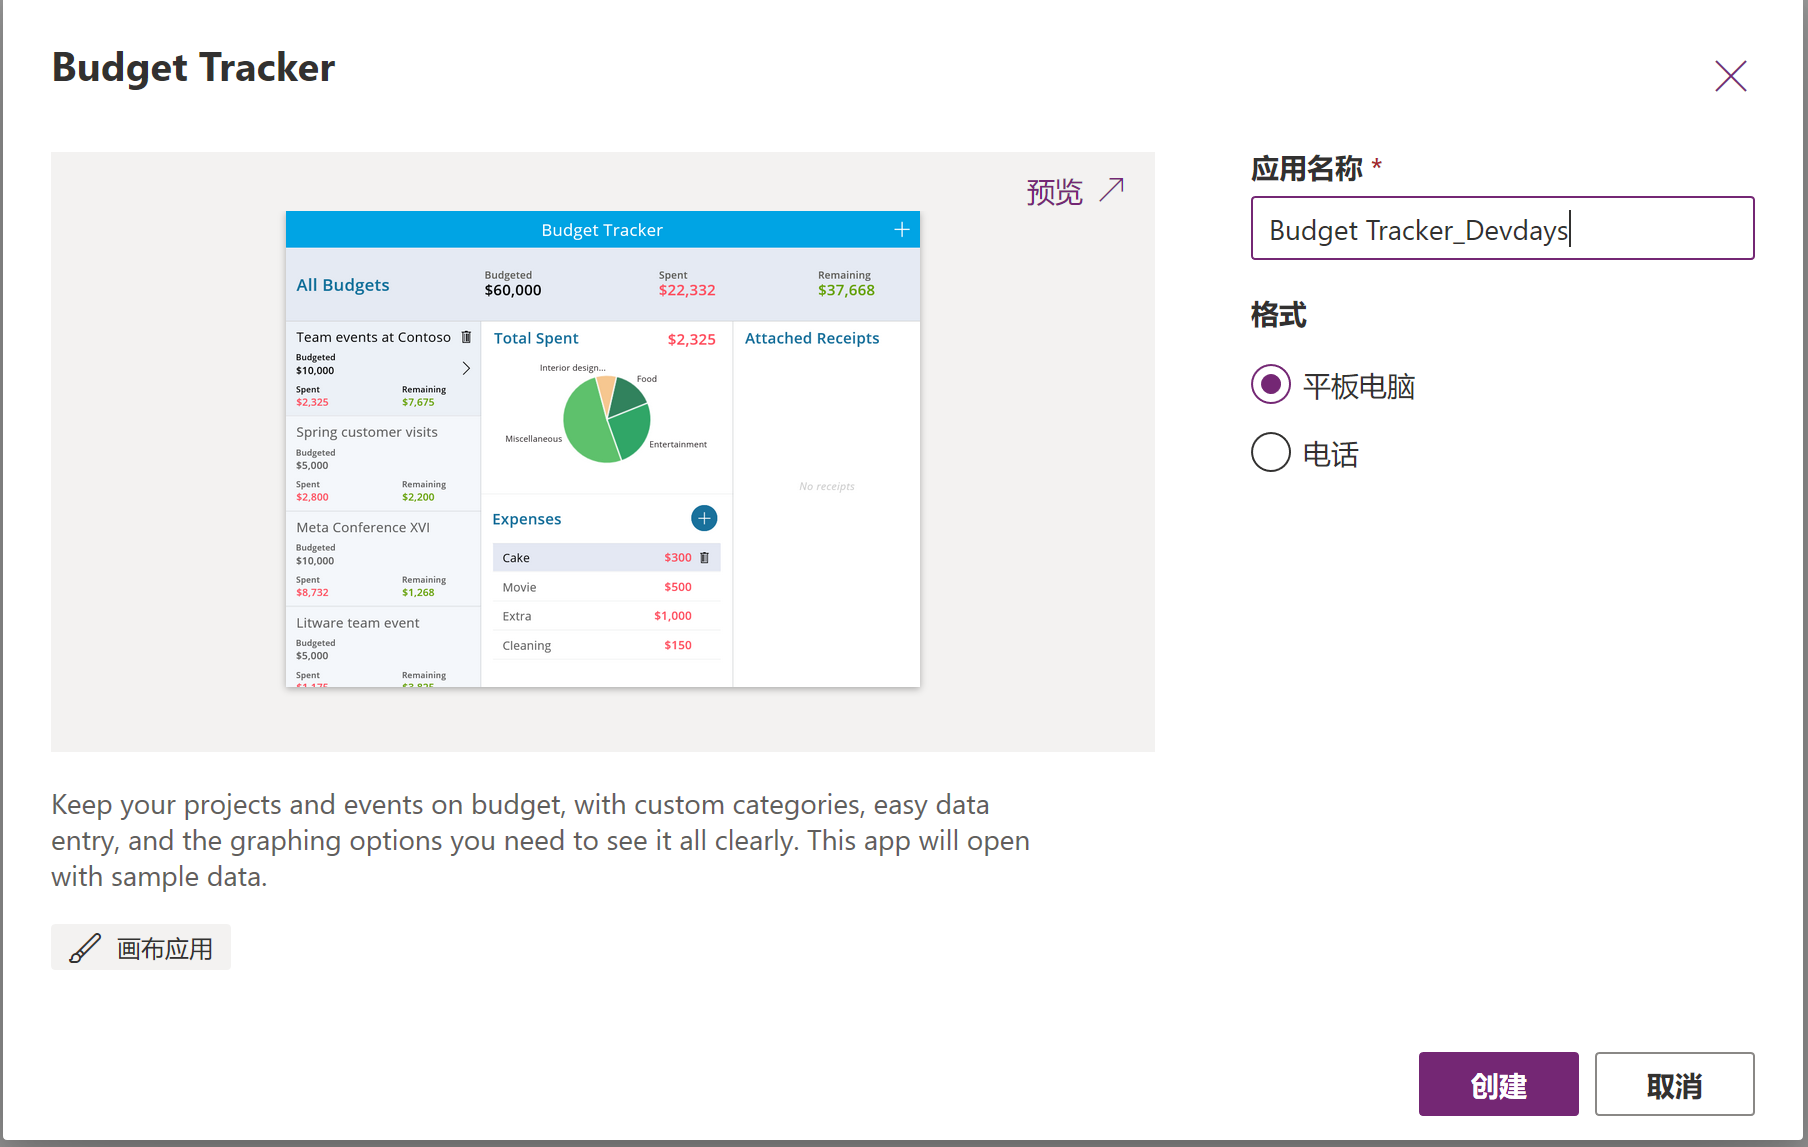 Budget Tracker
预览
Budget Tracker
All Budgets
Budgeted
$60,000
Spent
$22,332
Remaining
$37,668
Team events at Contoso
Budgeted
$10,000
Spent
Remaining
$2,325
$7,675
Spring customer visits
Budgeted
$5,000
Spent
Remaining
$2,800
$2,200
Meta Conference XVI
Budgeted
$10,000
Spent
Remaining
$8,732
$1,268
Litware team event
Budgeted
$5,000
Spent
Remaining
$1,175
$3,825
Total Spent
$2,325
Interior design...
Food
Miscellaneous
Entertainment
Expenses
Cake
$300
Movie
$500
Extra
$1,000
Cleaning
$150
Attached Receipts
No receipts
Keep your projects and events on budget, with custom categories, easy data
entry, and the graphing options you need to see it all clearly. This app will open
with sample data.
画布应用
应用名称 *
Budget Tracker_Devdays
格式
平板电脑
电话
创建
取消